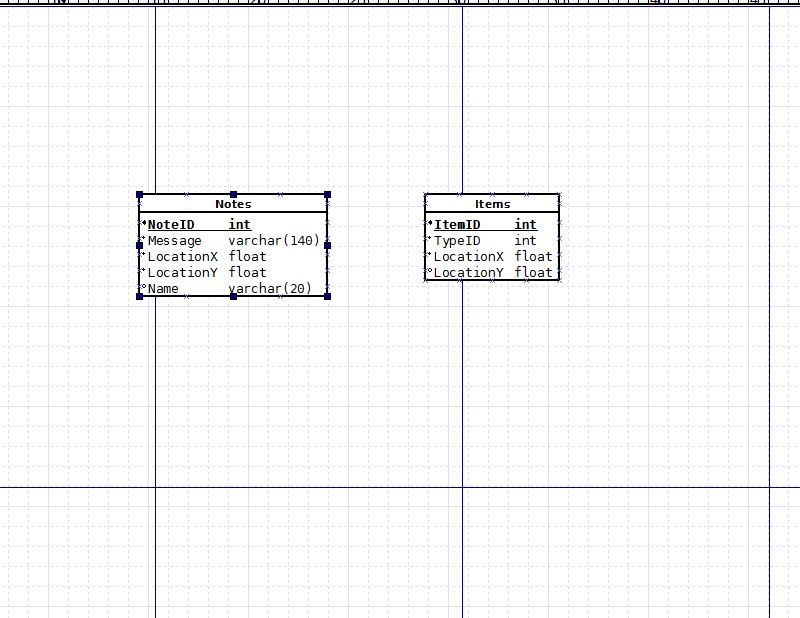 Notes
NoteID int
Message varchar(140)
LocationX float
LocationY float
Name varchar(20)
Items
ItemID int
TypeID int
LocationX float
LocationY float